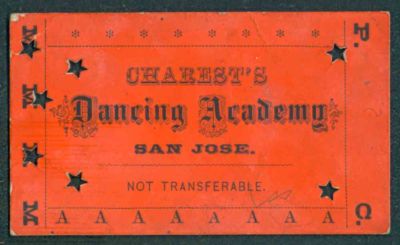 CHAREST'S
Dancing Academy
SAN JOSE.
NOT TRANSFERABLE.
M M M M
P. C.
A A A A A A A A